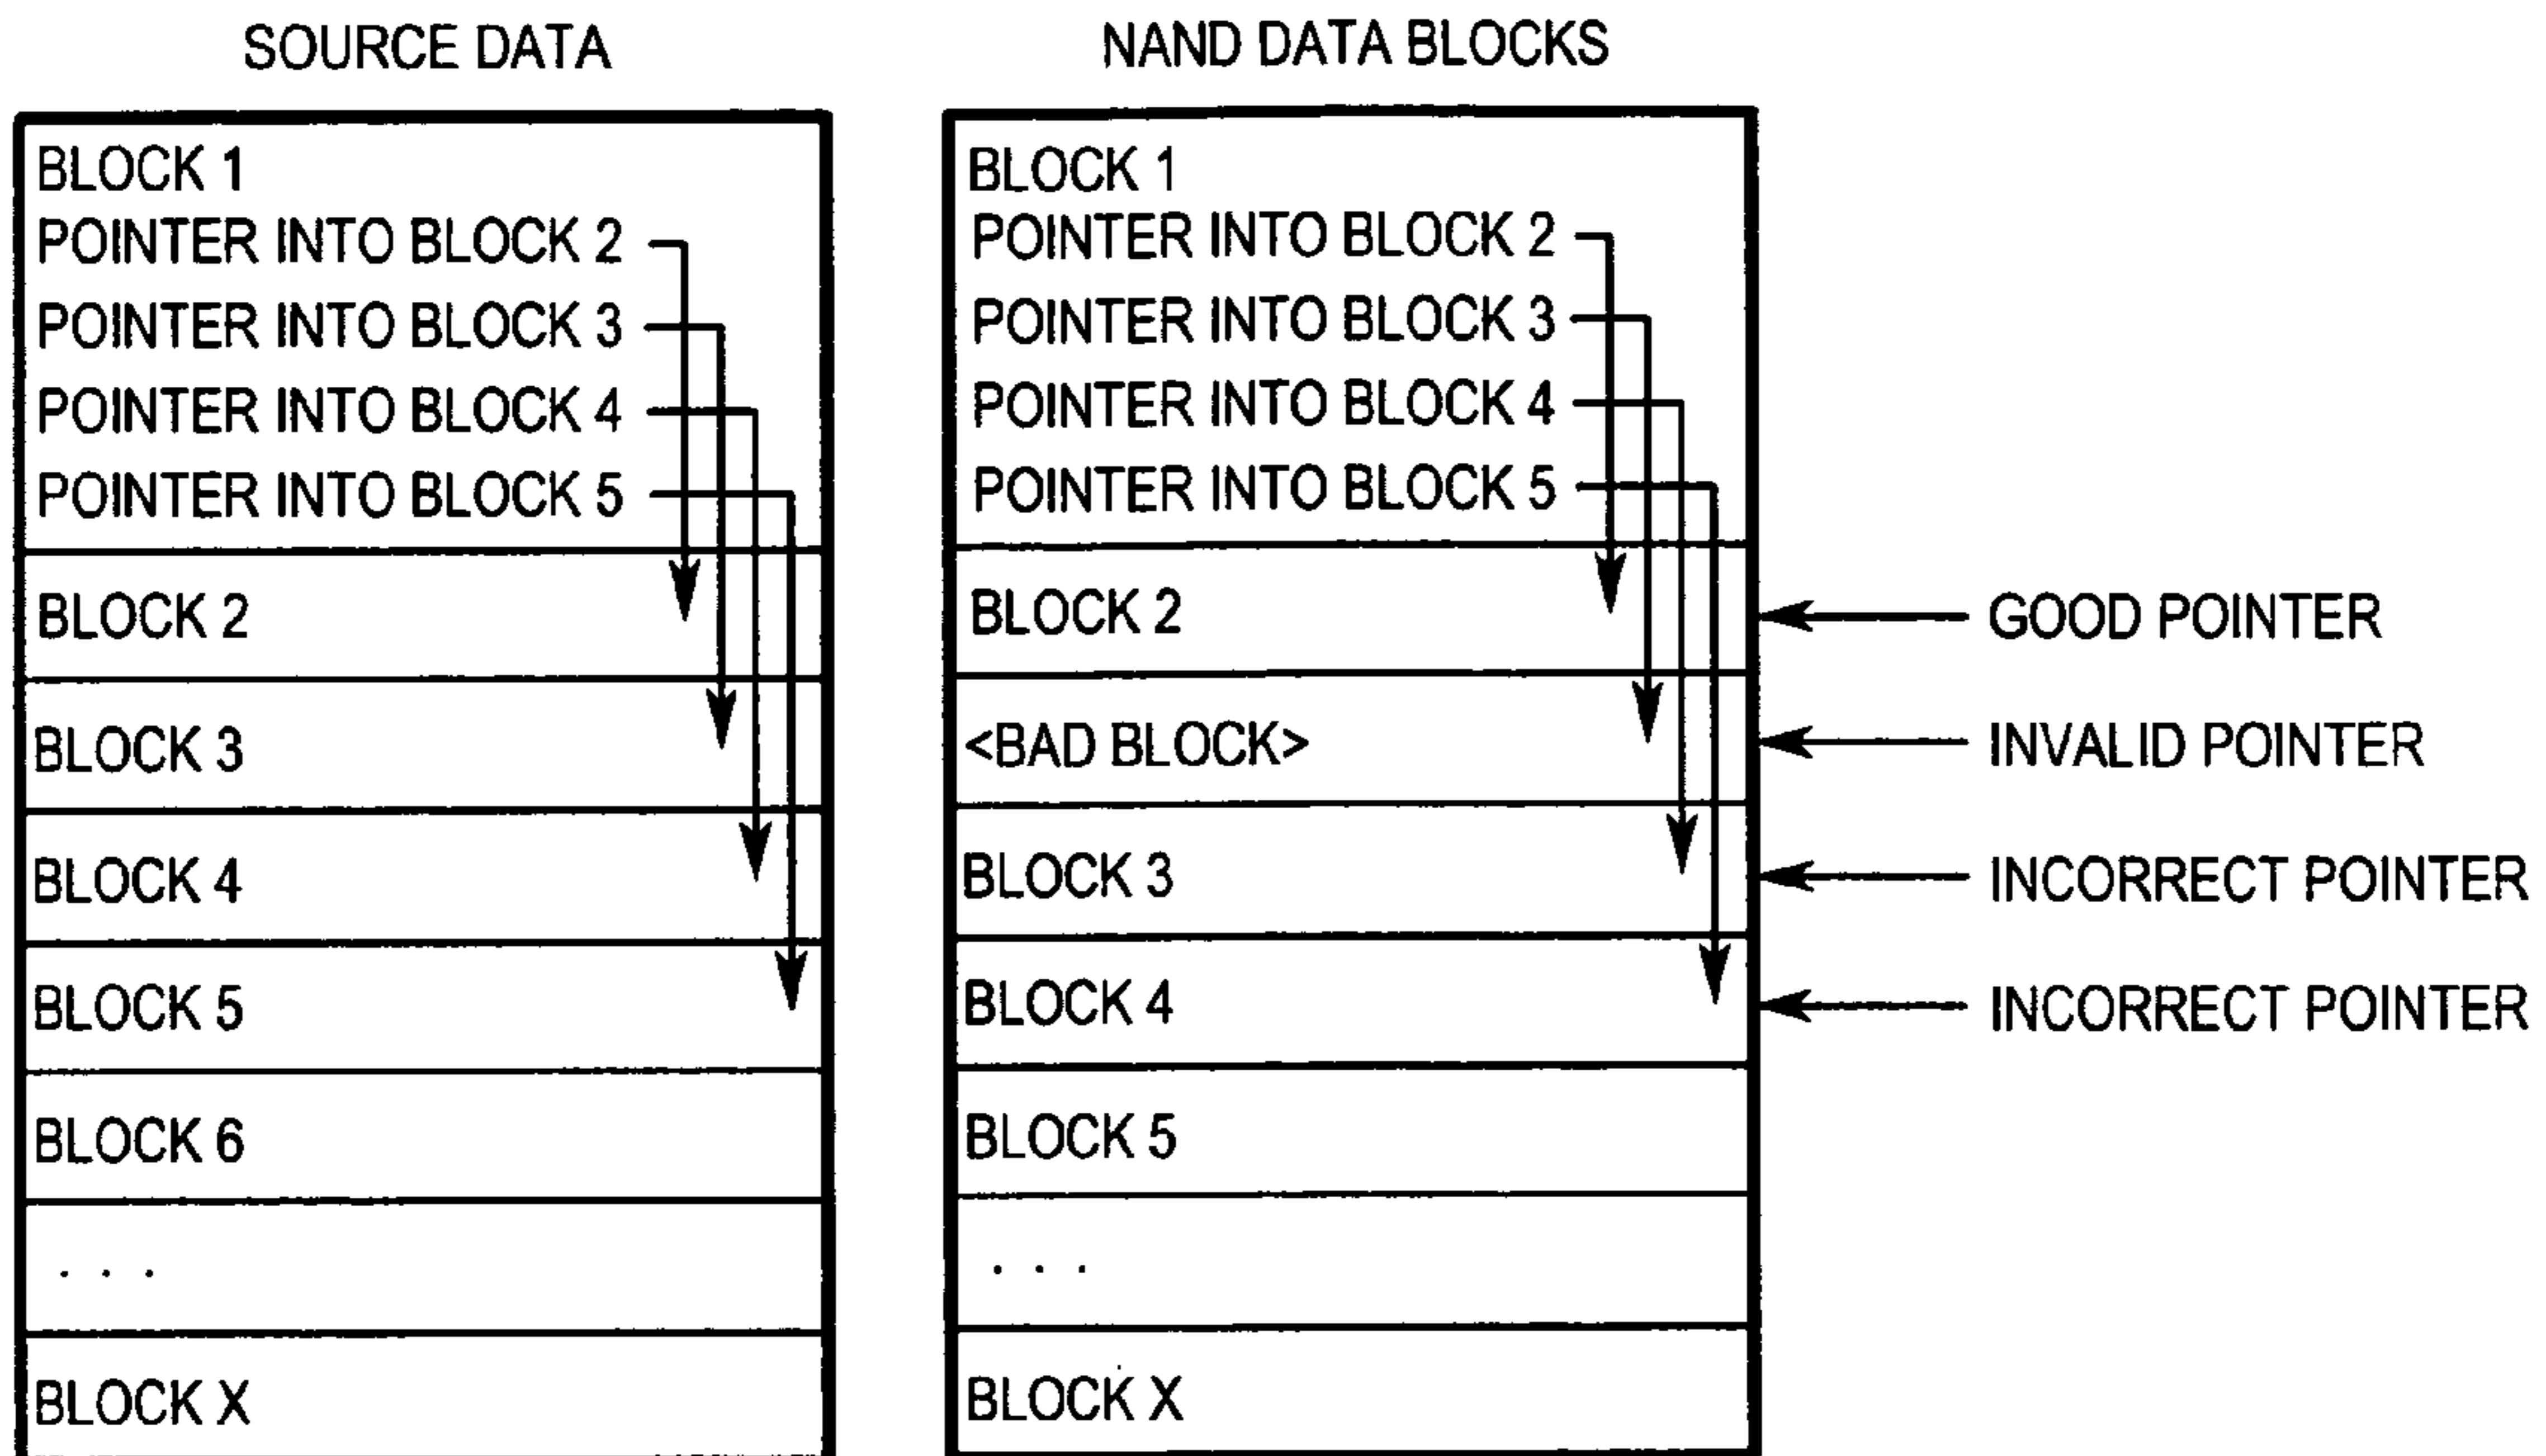 SOURCE DATA
BLOCK 1
POINTER INTO BLOCK 2
POINTER INTO BLOCK 3
POINTER INTO BLOCK 4
POINTER INTO BLOCK 5
BLOCK 2
BLOCK 3
BLOCK 4
BLOCK 5
BLOCK 6
. . .
BLOCK X
NAND DATA BLOCKS
BLOCK 1
POINTER INTO BLOCK 2
POINTER INTO BLOCK 3
POINTER INTO BLOCK 4
POINTER INTO BLOCK 5
BLOCK 2
<BAD BLOCK>
BLOCK 3
BLOCK 4
BLOCK 5
. . .
BLOCK X
GOOD POINTER
INVALID POINTER
INCORRECT POINTER
INCORRECT POINTER